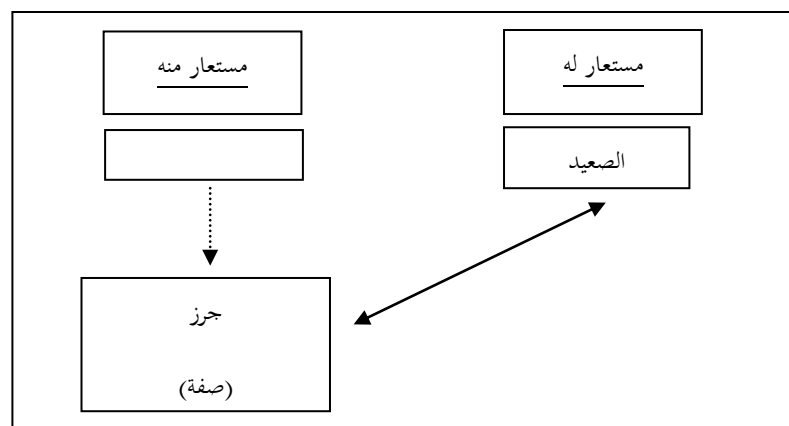 مستعار له
مستعار منه
الصعيد
جرز
(صفة)